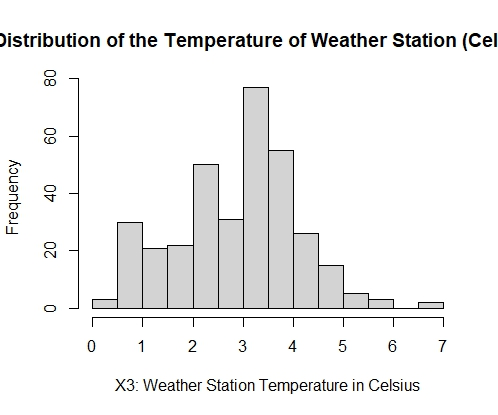 Distribution of the Temperature of Weather Station (Cel
80
60
40
20
0
Frequency
0 1 2 3 4 5 6 7
X3: Weather Station Temperature in Celsius